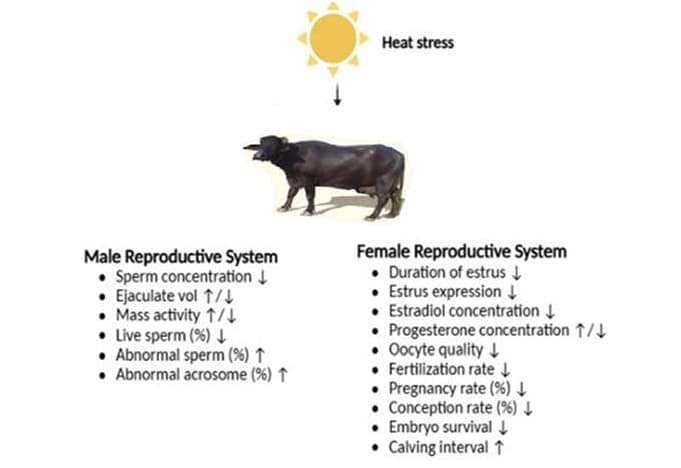 Heat stress
Male Reproductive System
• Sperm concentration ↓
• Ejaculate vol ↑/↓
• Mass activity ↑/↓
• Live sperm (%) ↓
• Abnormal sperm (%) ↑
• Abnormal acrosome (%) ↑
Female Reproductive System
• Duration of estrus ↓
• Estrus expression ↓
• Estradiol concentration ↓
• Progesterone concentration ↑/↓
• Oocyte quality ↓
• Fertilization rate ↓
• Pregnancy rate (%) ↓
• Conception rate (%) ↓
• Embryo survival ↓
• Calving interval ↑